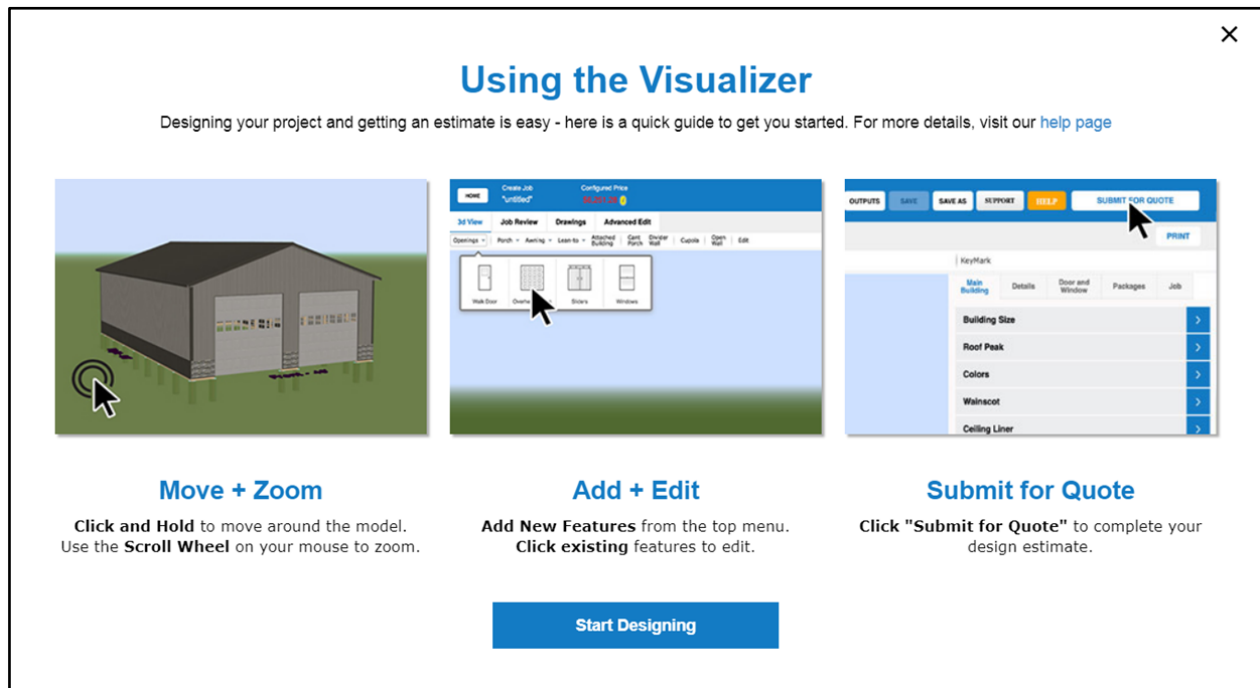 Using the Visualizer
Designing your project and getting an estimate is easy - here is a quick guide to get you started. For more details, visit our help page
HOME
Create Job
"untitled"
Configured Price
3d View Job Review Drawings Advanced Edit
Openings Porch Awning Lean-to Attached Building Cant Porch Divider Wall Cupola Open Wall Edit
Walk Door Sliders Windows
OUTPUTS SAVE SAVE AS SUPPORT HELP SUBMIT FOR QUOTE
PRINT
KeyMark
Main Building Details Door and Window Packages Job
Building Size
Roof Peak
Colors
Wainscot
Ceiling Liner
Move + Zoom
Click and Hold to move around the model.
Use the Scroll Wheel on your mouse to zoom.
Add + Edit
Add New Features from the top menu.
Click existing features to edit.
Submit for Quote
Click "Submit for Quote" to complete your
design estimate.
Start Designing